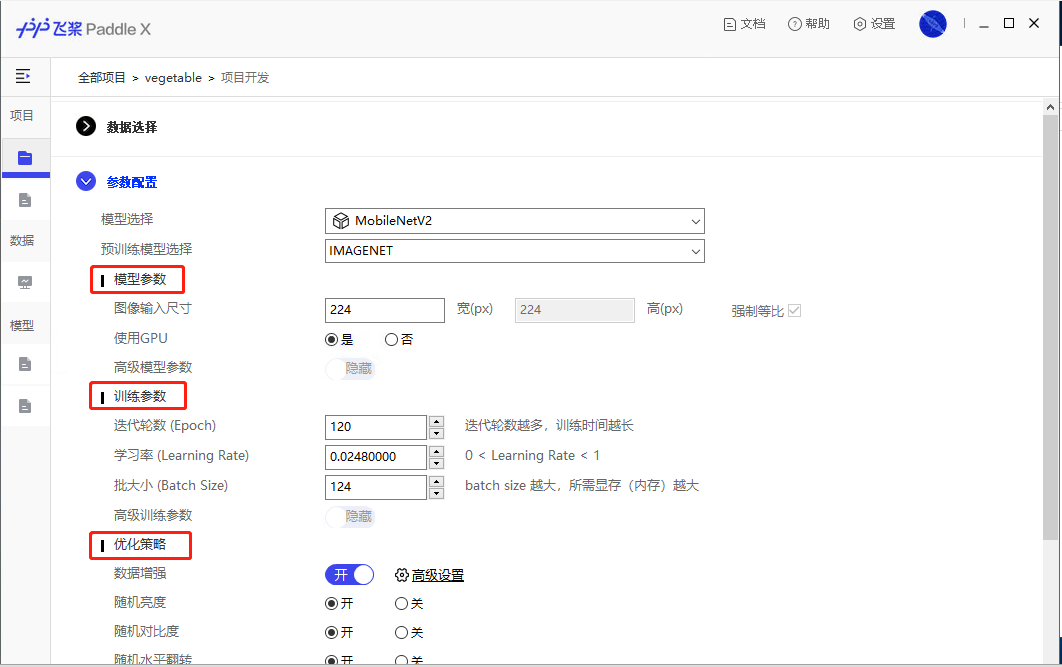 飞桨 Paddle X 文档 帮助 设置
全部项目 > vegetable > 项目开发
项目
数据
模型
数据选择
参数配置
模型选择 MobileNetV2
预训练模型选择 IMAGENET
模型参数
图像输入尺寸 224 宽(px) 224 高(px) 强制等比
使用GPU 是 否
高级模型参数 隐藏
训练参数
迭代轮数 (Epoch) 120 迭代轮数越多，训练时间越长
学习率 (Learning Rate) 0.02480000 0 < Learning Rate < 1
批大小 (Batch Size) 124 batch size 越大，所需显存（内存）越大
高级训练参数 隐藏
优化策略
数据增强 开 高级设置
随机亮度 开 关
随机对比度 开 关
随机水平翻转 开 关